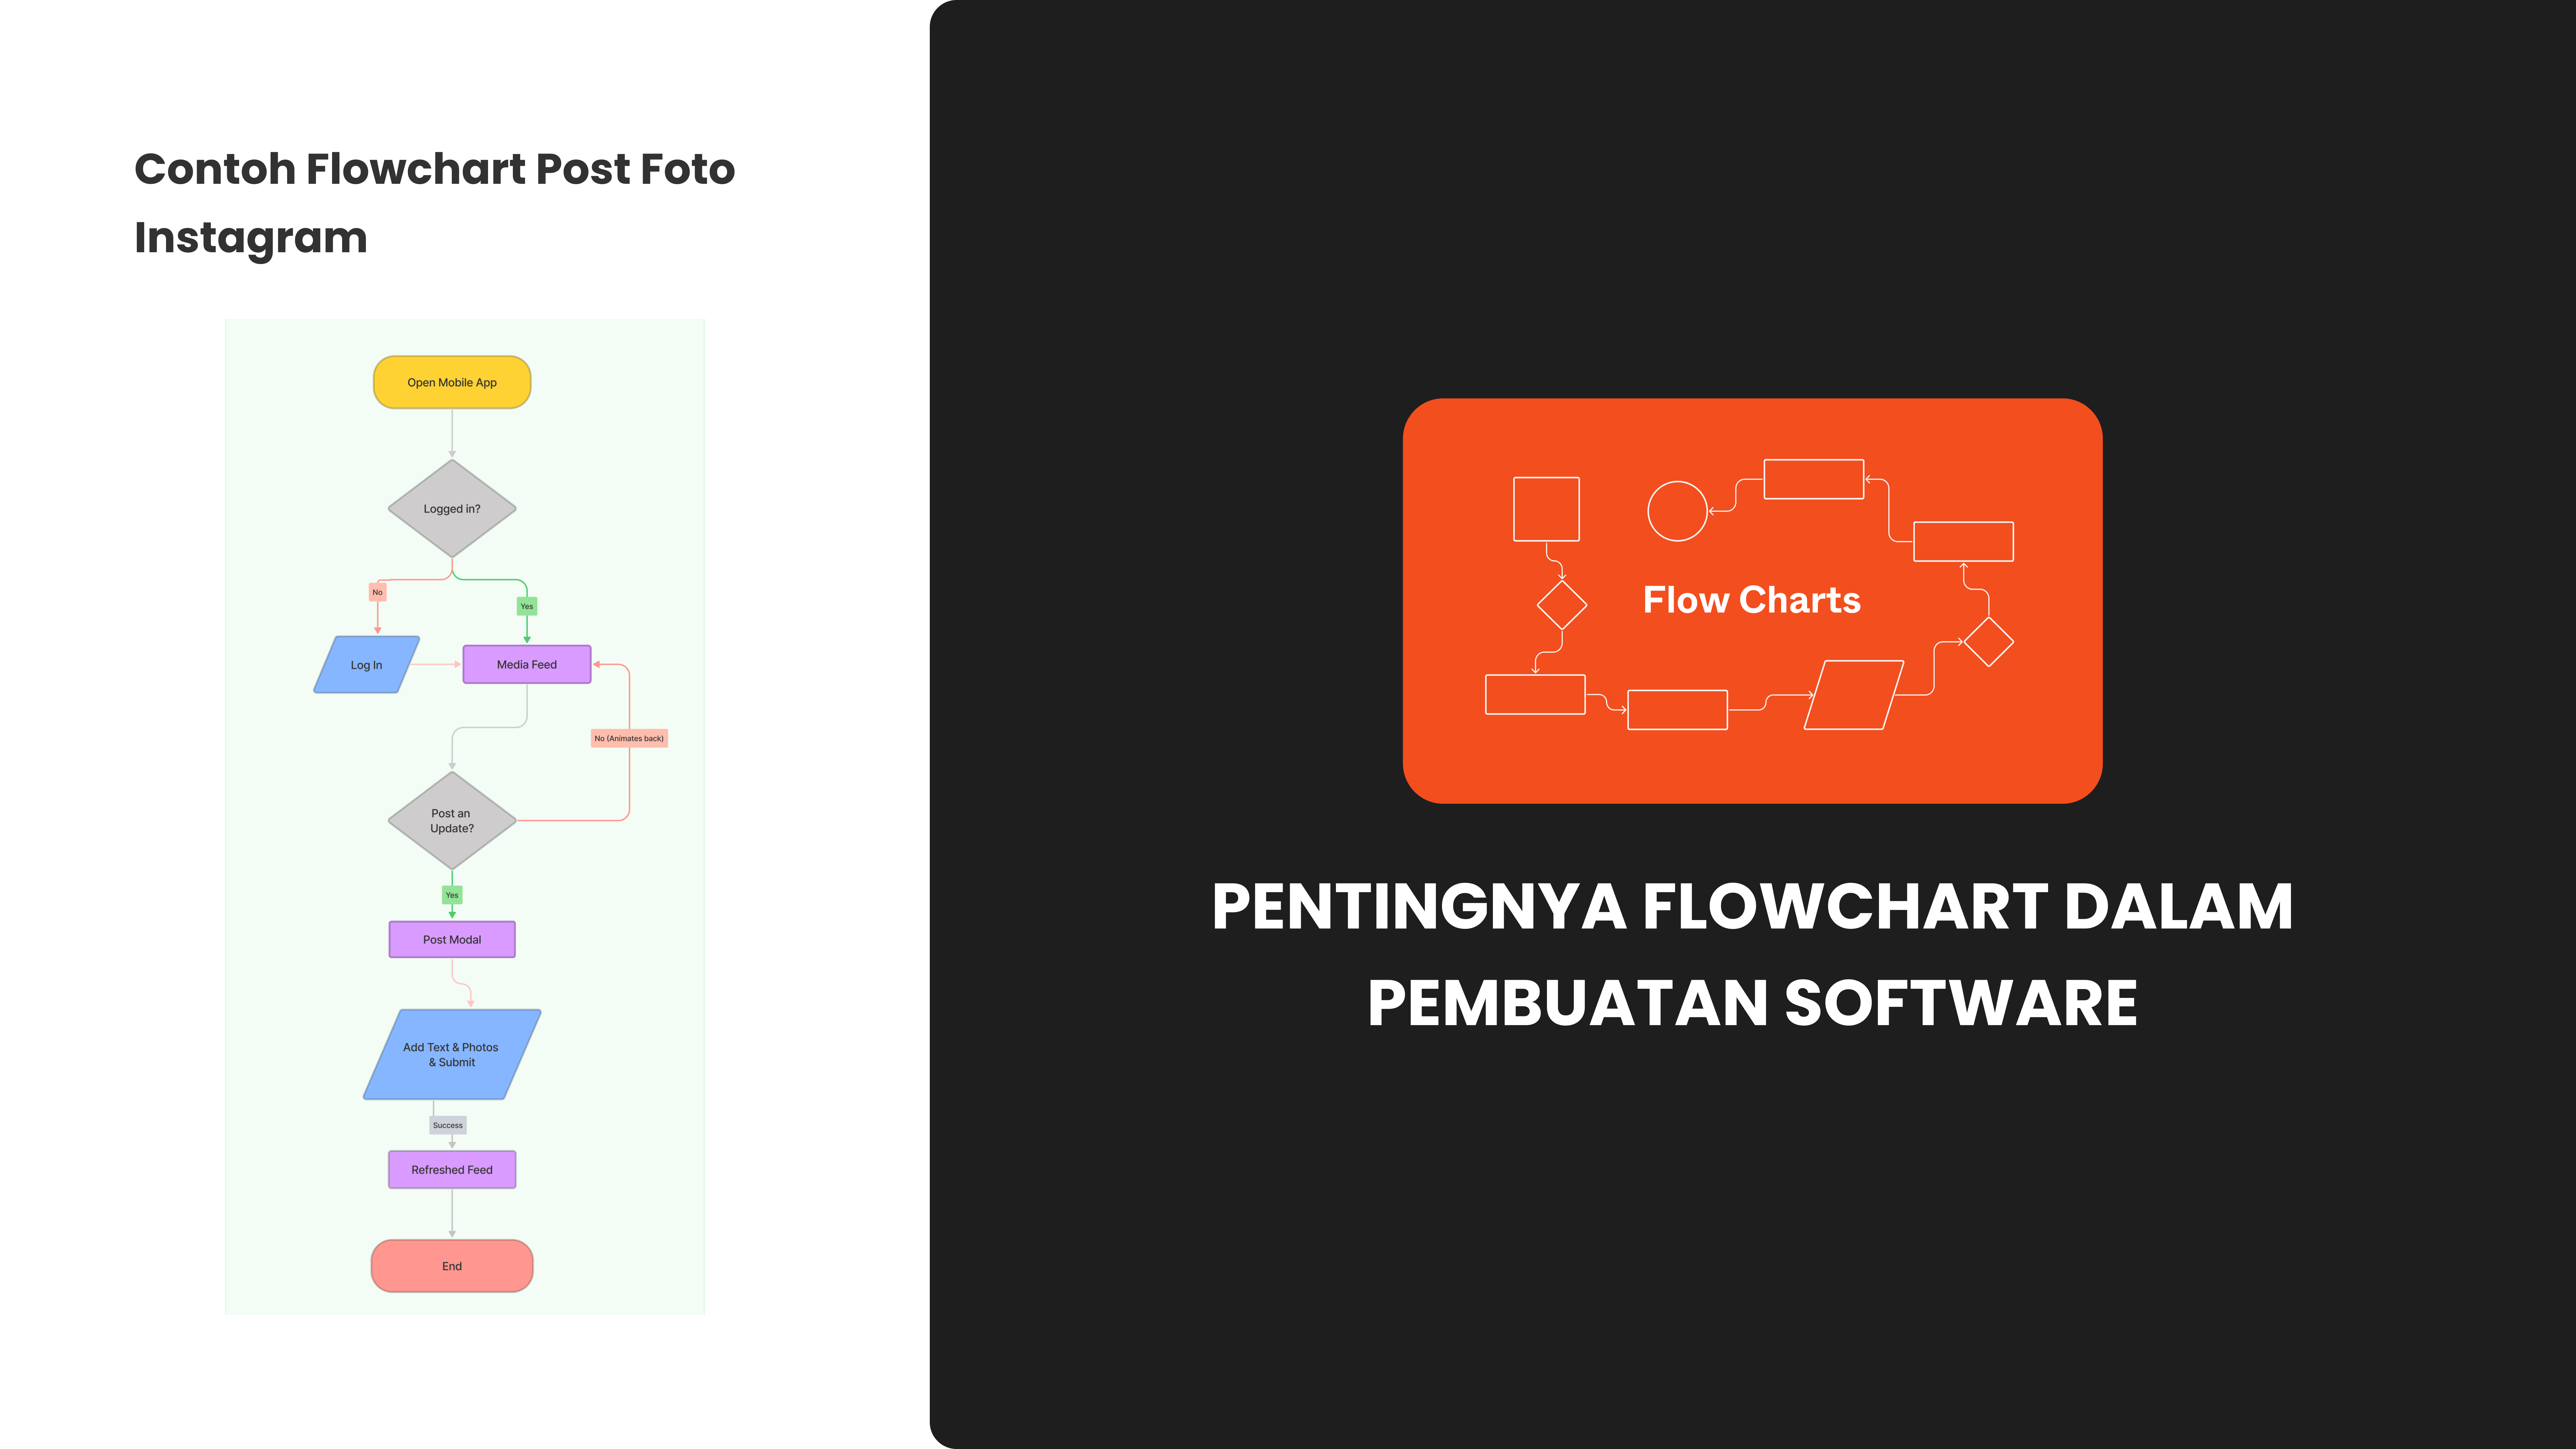 Contoh Flowchart Post Foto
Instagram
Open Mobile App
Logged in?
No
Yes
Log In
Media Feed
No (Animates back)
Post an
Update?
Yes
Post Modal
Add Text & Photos
& Submit
Success
Refreshed Feed
End
Flow Charts
PENTINGNYA FLOWCHART DALAM
PEMBUATAN SOFTWARE